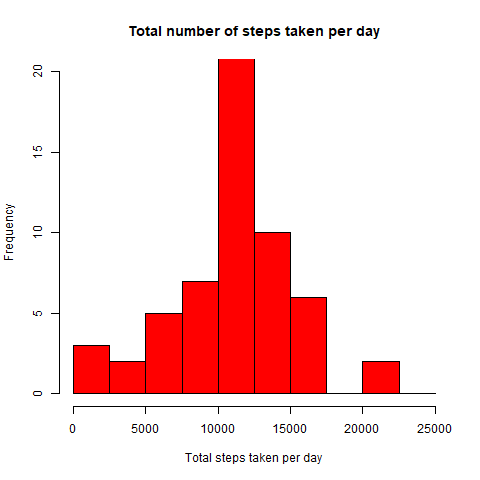 Total number of steps taken per day
Frequency
20
15
10
5
0
0 5000 10000 15000 20000 25000
Total steps taken per day